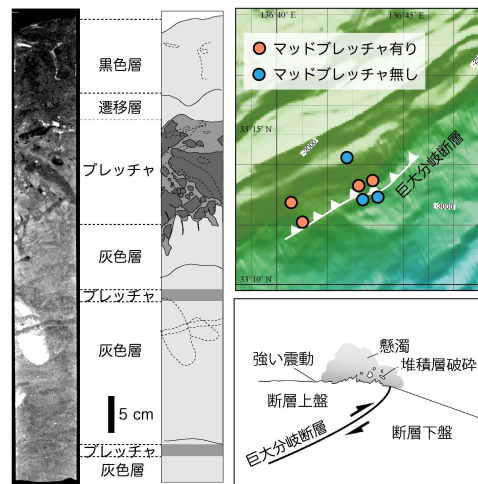 黒色層
遷移層
ブレッチャ
灰色層
ブレッチャ
灰色層
5 cm
ブレッチャ
灰色層
136°40' E
136°45' E
マッドブレッチャ有り
マッドブレッチャ無し
33°15' N
巨大分岐断層
-3000
33°10' N
懸濁
強い震動
堆積層破砕
断層上盤
巨大分岐断層
断層下盤